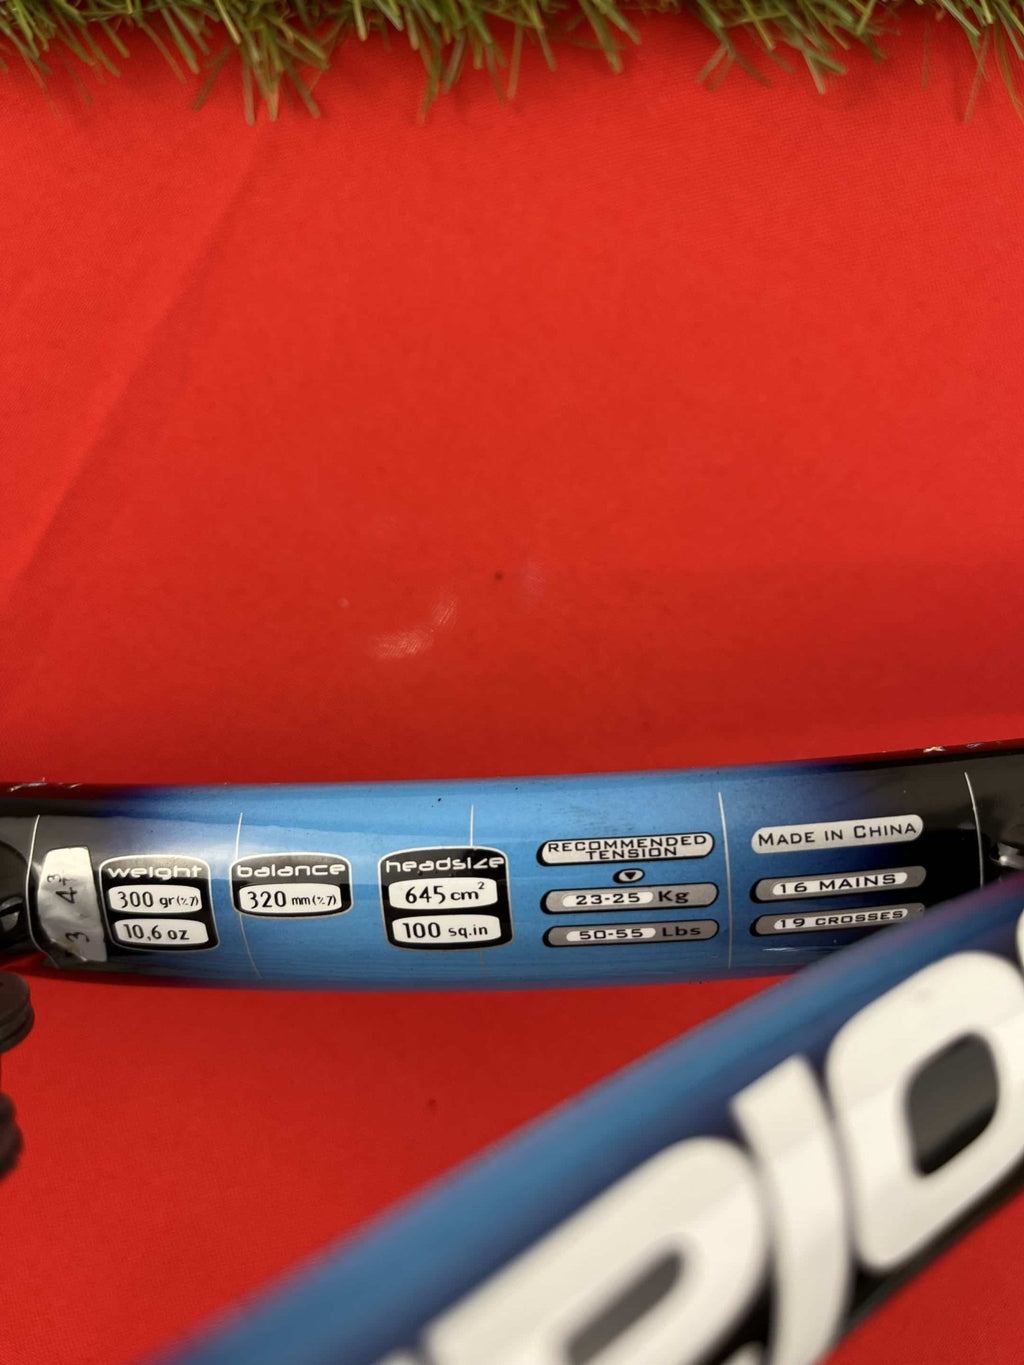 3 4 3/4
weight
300 gr(+/-7)
10,6 oz
balance
320 mm(+/-7)
headsize
645 cm²
100 sq.in
RECOMMENDED
TENSION
23-25 Kg
50-55 Lbs
MADE IN CHINA
16 MAINS
19 CROSSES